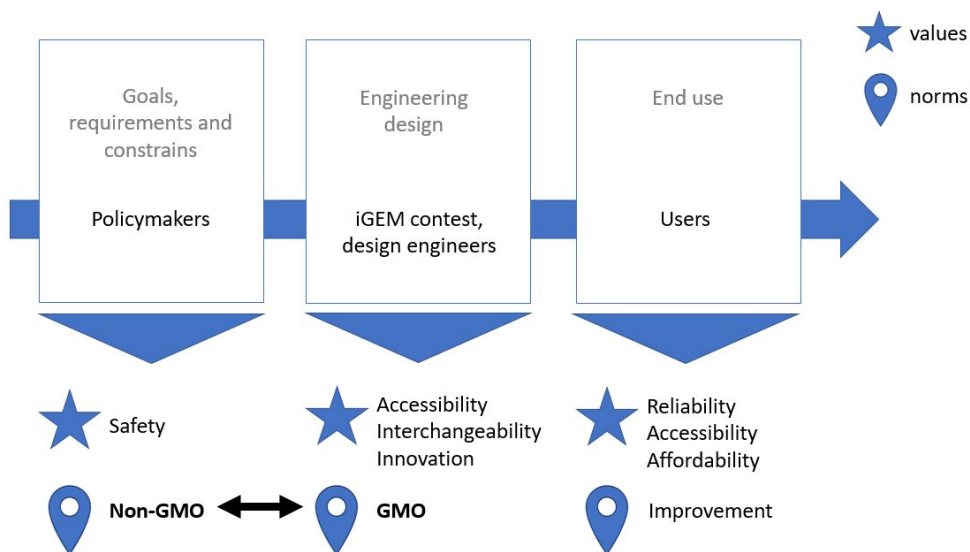 values
norms
Goals,
requirements and
constrains
Policymakers
Engineering
design
iGEM contest,
design engineers
End use
Users
Safety
Non-GMO
Accessibility
Interchangeability
Innovation
GMO
Reliability
Accessibility
Affordability
Improvement